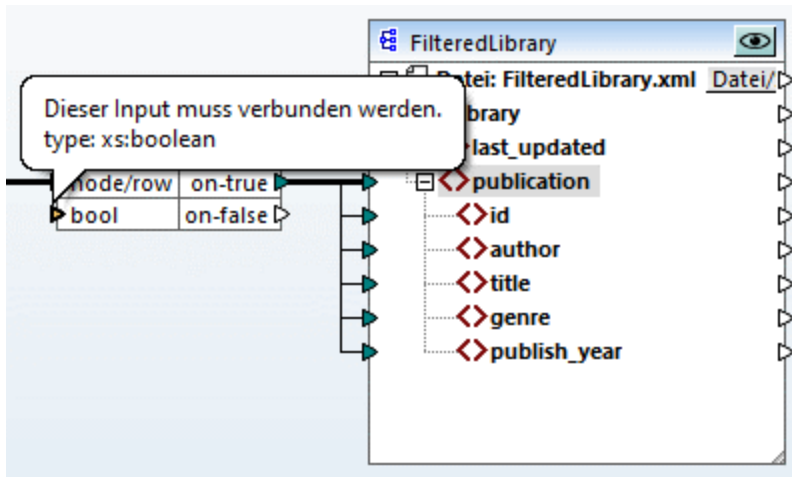 FilteredLibrary
Datei: FilteredLibrary.xml Datei/
Dieser Input muss verbunden werden.
type: xs:boolean
brary
last_updated
node/row on-true
publication
bool on-false
id
author
title
genre
publish_year